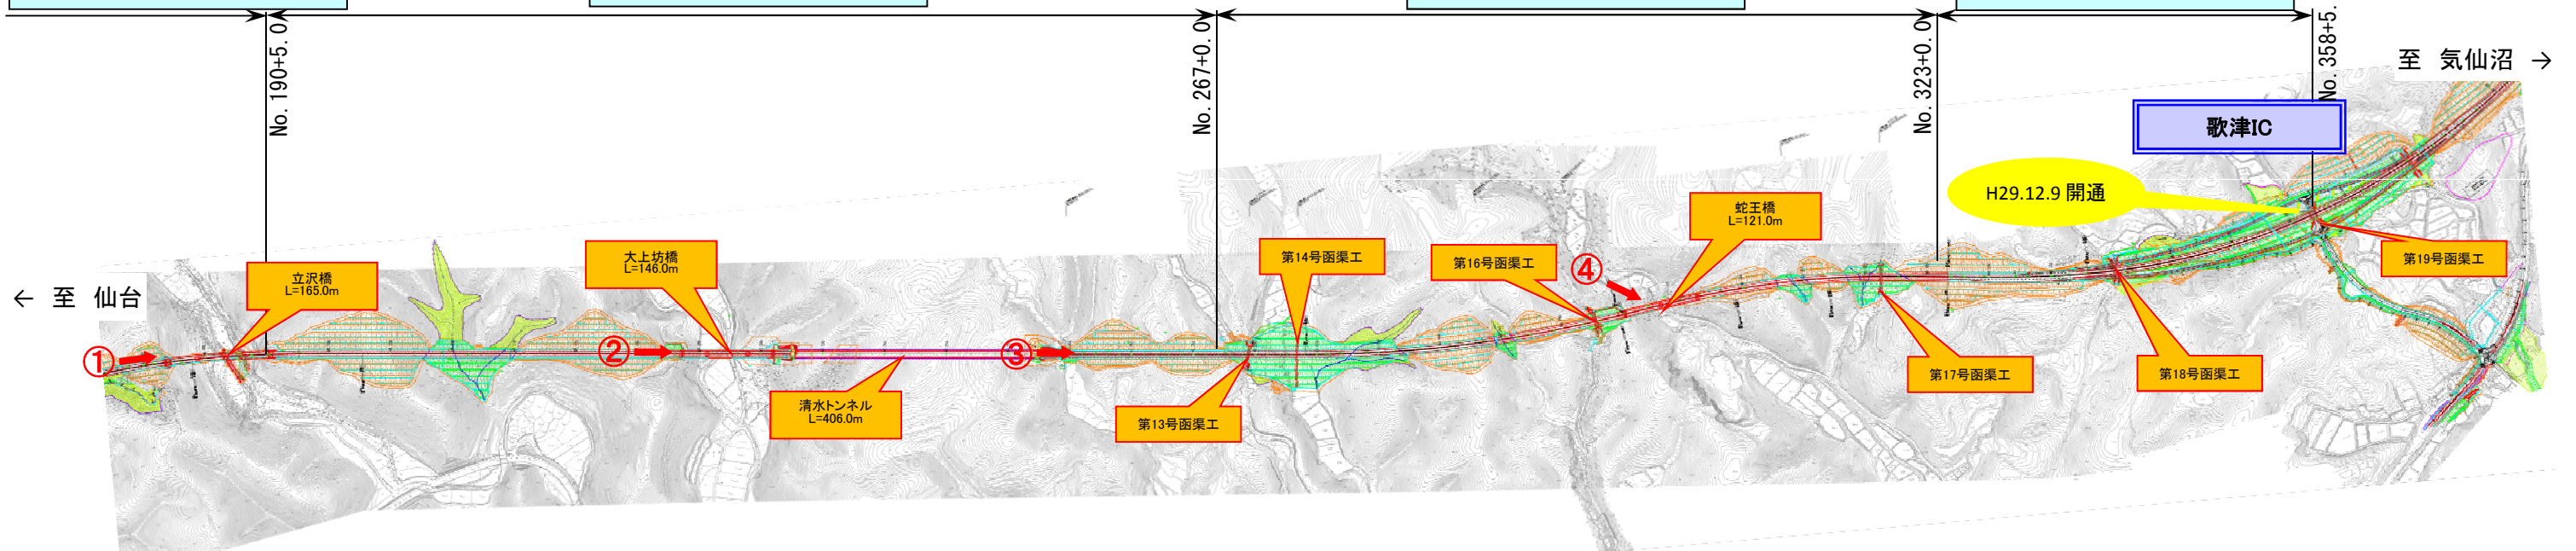 No.190+5.0
No.267+0.0
No.323+0.0
No.358+5.
至 気仙沼 →
歌津IC
H29.12.9 開通
← 至 仙台
立沢橋
L=165.0m
大上坊橋
L=146.0m
清水トンネル
L=406.0m
第13号函渠工
第14号函渠工
第16号函渠工
蛇王橋
L=121.0m
第17号函渠工
第18号函渠工
第19号函渠工
①
②
③
④